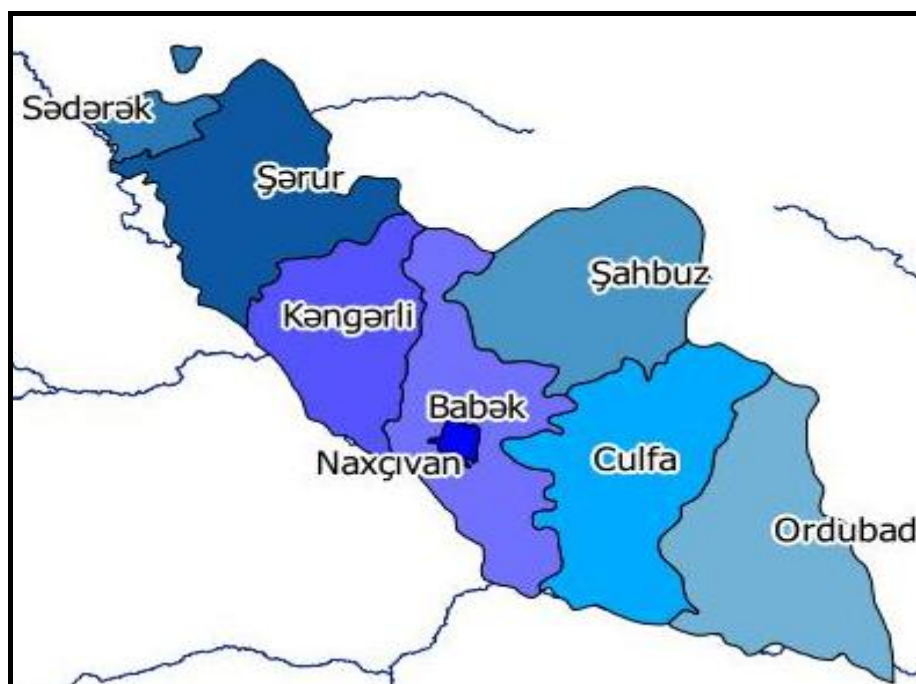 Sədərək
Şərur
Şahbuz
Kəngərli
Babək
Naxçıvan
Culfa
Ordubad